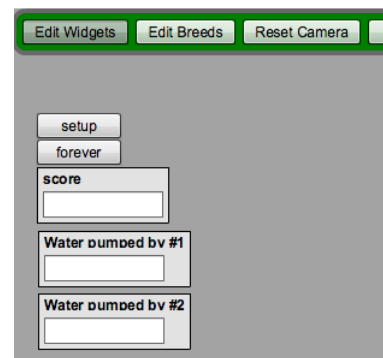 Edit Widgets Edit Breeds Reset Camera
setup
forever
score
Water pumped by #1
Water pumped by #2